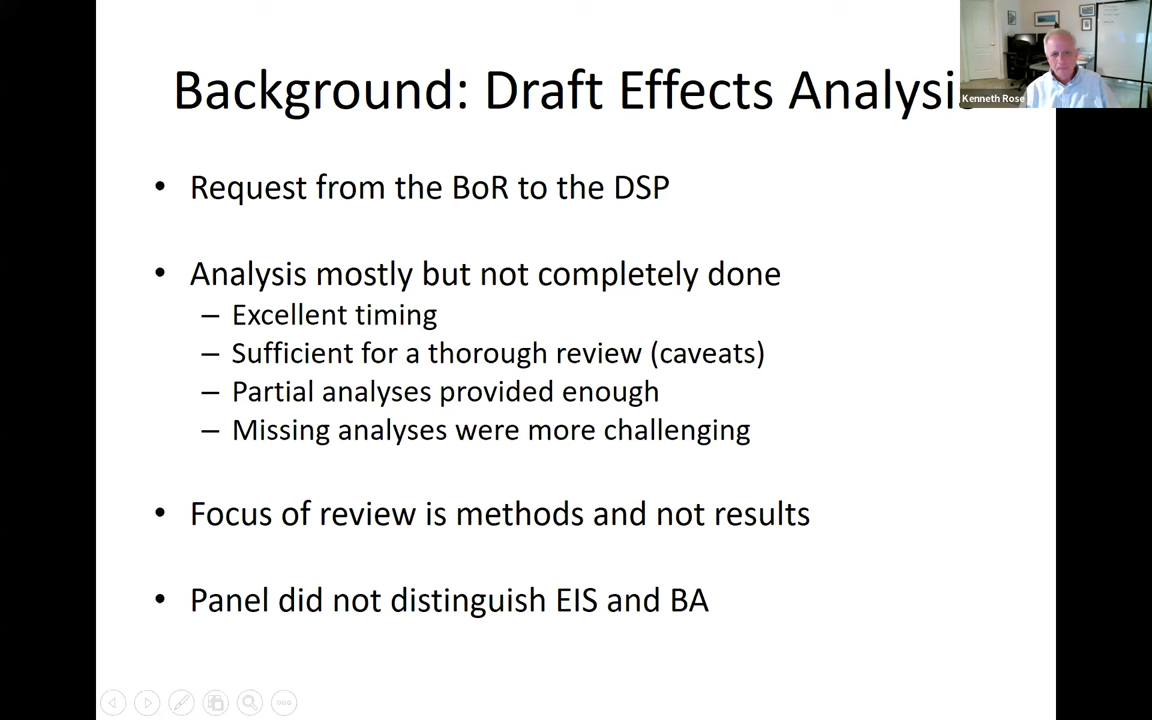 Background: Draft Effects Analysis
Kenneth Rose
• Request from the BoR to the DSP
• Analysis mostly but not completely done
– Excellent timing
– Sufficient for a thorough review (caveats)
– Partial analyses provided enough
– Missing analyses were more challenging
• Focus of review is methods and not results
• Panel did not distinguish EIS and BA